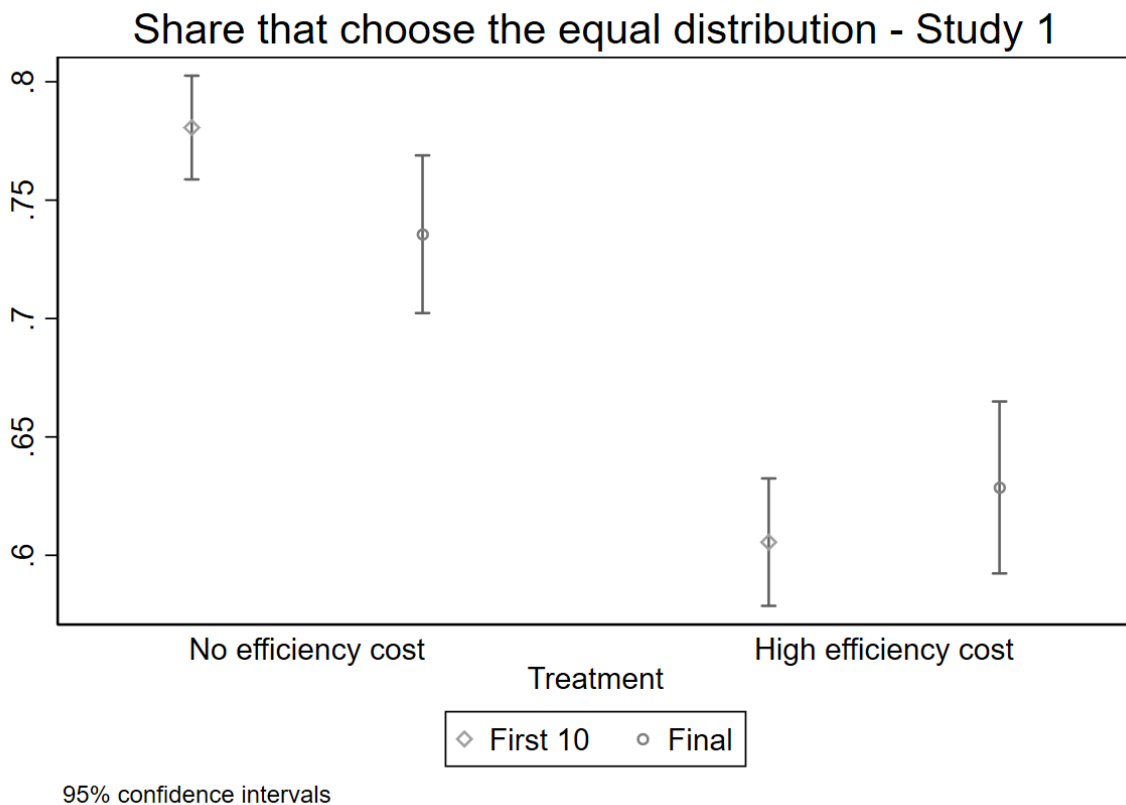 Share that choose the equal distribution - Study 1
.8
.75
.7
.65
.6
No efficiency cost
High efficiency cost
Treatment
First 10
Final
95% confidence intervals